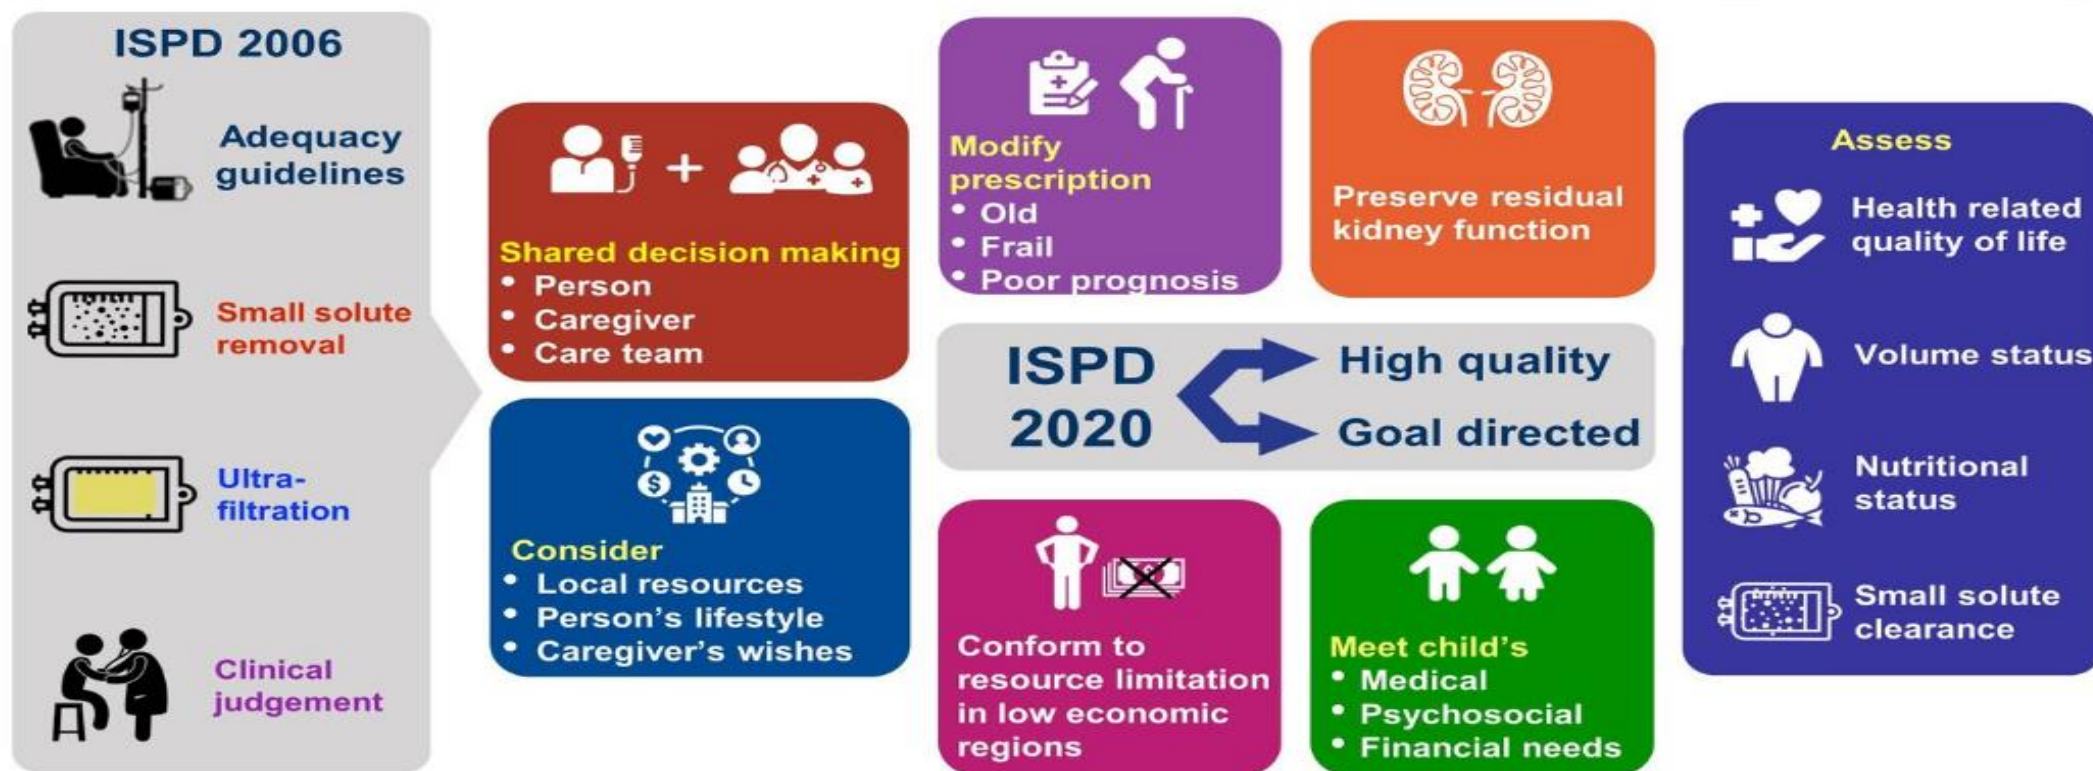 ISPD 2006
Adequacy
guidelines
Small solute
removal
Ultra-
filtration
Clinical
judgement
Shared decision making
• Person
• Caregiver
• Care team
Consider
• Local resources
• Person's lifestyle
• Caregiver's wishes
Modify
prescription
• Old
• Frail
• Poor prognosis
Preserve residual
kidney function
ISPD
2020
High quality
Goal directed
Conform to
resource limitation
in low economic
regions
Meet child's
• Medical
• Psychosocial
• Financial needs
Assess
Health related
quality of life
Volume status
Nutritional
status
Small solute
clearance